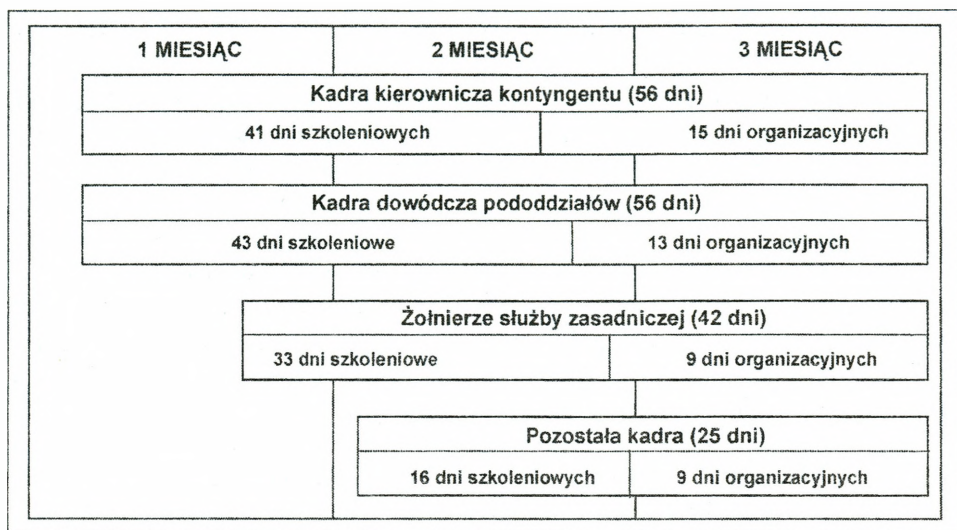 1 MIESIĄC 2 MIESIĄC 3 MIESIĄC
Kadra kierownicza kontyngentu (56 dni)
41 dni szkoleniowych 15 dni organizacyjnych
Kadra dowódcza pododdziałów (56 dni)
43 dni szkoleniowe 13 dni organizacyjnych
Żołnierze służby zasadniczej (42 dni)
33 dni szkoleniowe 9 dni organizacyjnych
Pozostała kadra (25 dni)
16 dni szkoleniowych 9 dni organizacyjnych